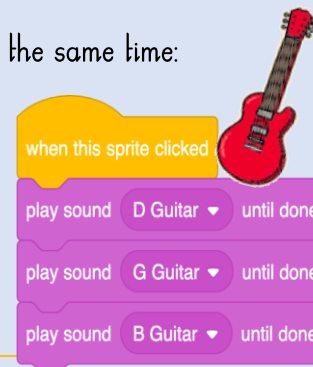 the same time:
when this sprite clicked
play sound D Guitar until done
play sound G Guitar until done
play sound B Guitar until done